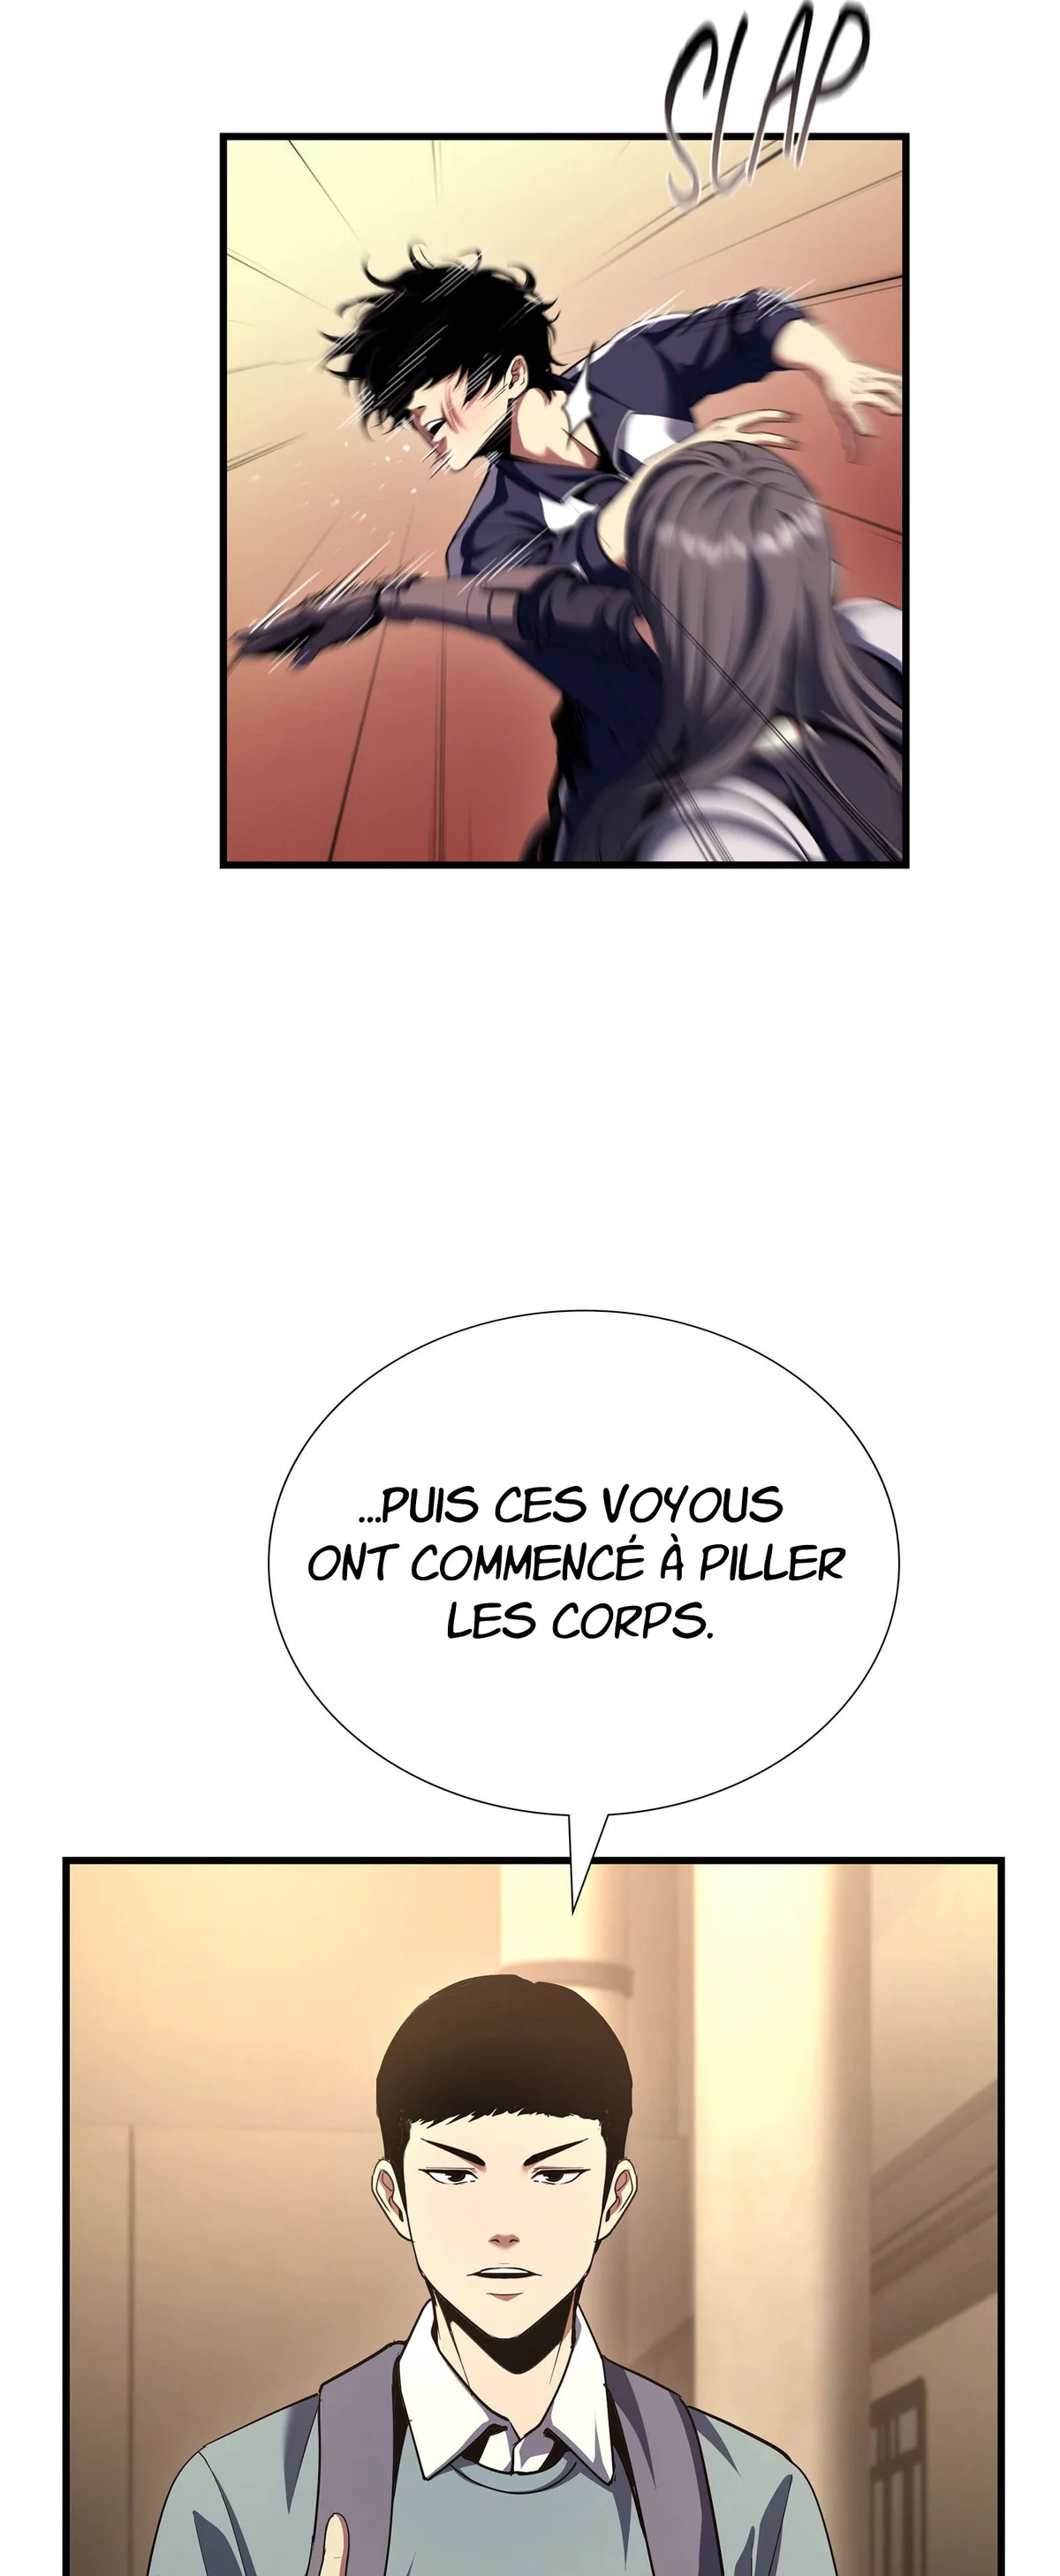 SLAP
...PUIS CES VOYOUS
ONT COMMENCÉ À PILLER
LES CORPS.